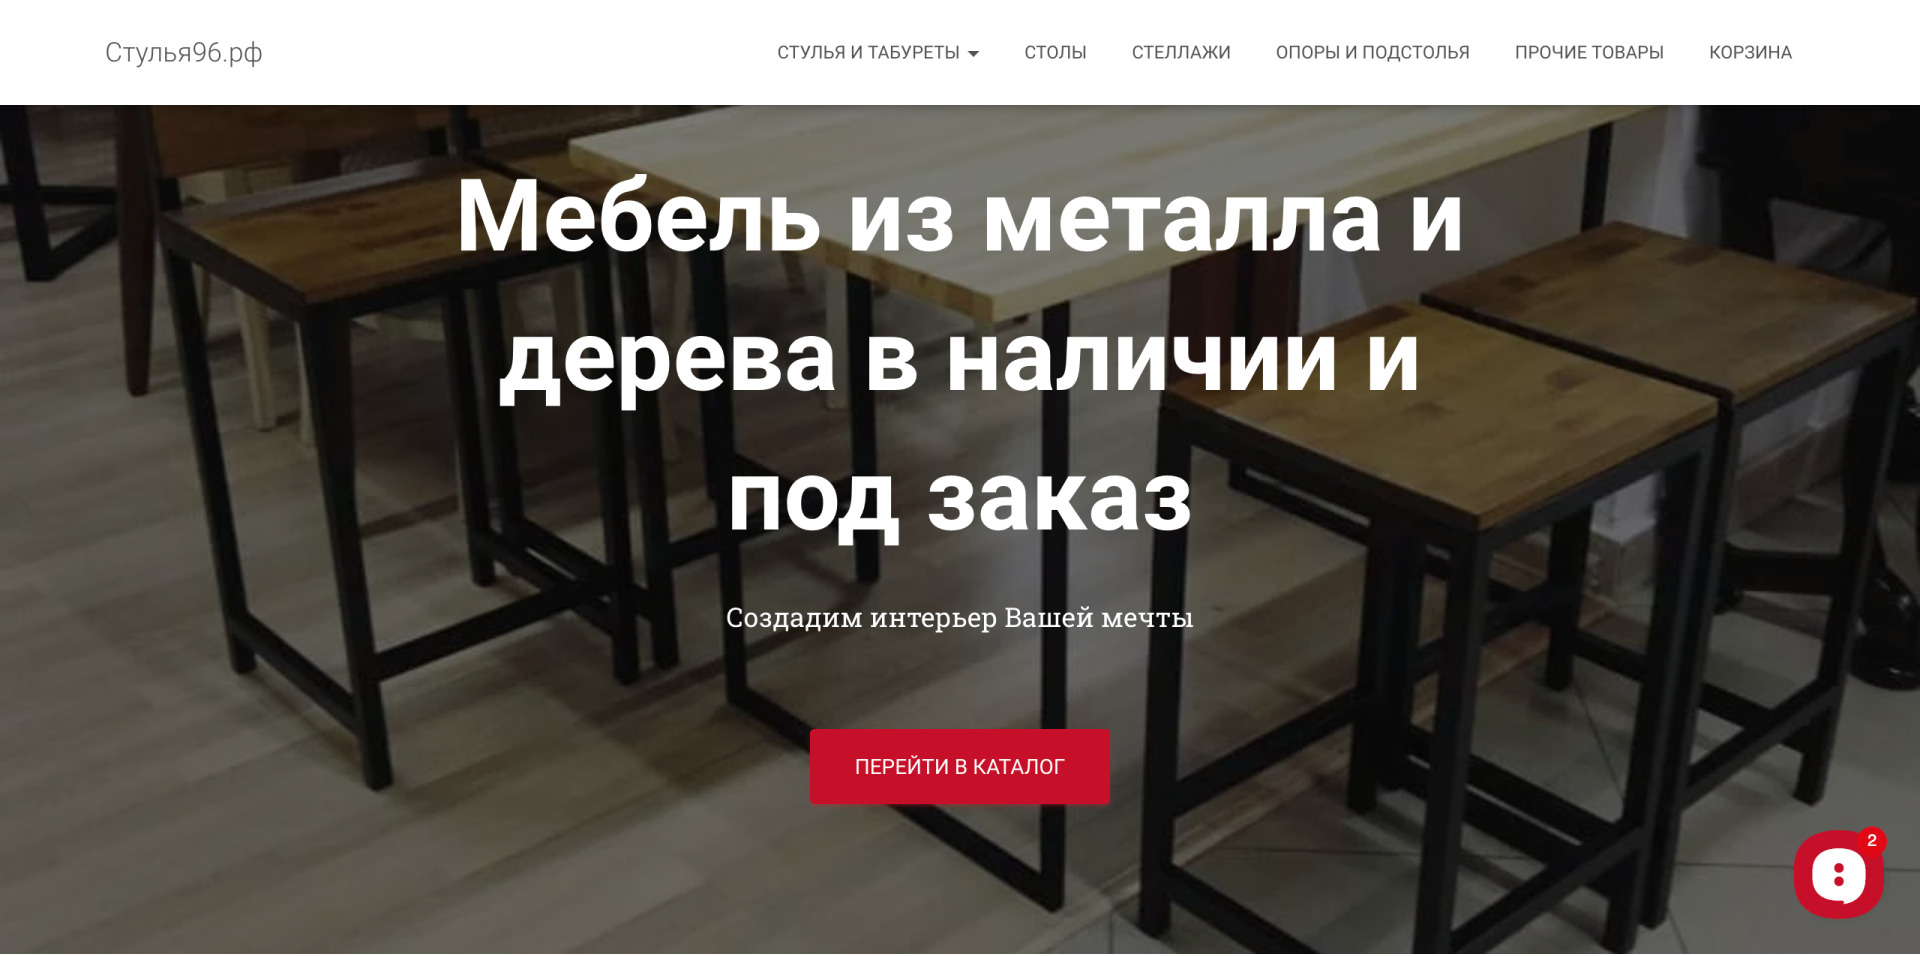 Стулья96.рф
СТУЛЬЯ И ТАБУРЕТЫ
СТОЛЫ
СТЕЛЛАЖИ
ОПОРЫ И ПОДСТОЛЬЯ
ПРОЧИЕ ТОВАРЫ
КОРЗИНА
Мебель из металла и
дерева в наличии и
под заказ
Создадим интерьер Вашей мечты
ПЕРЕЙТИ В КАТАЛОГ
2